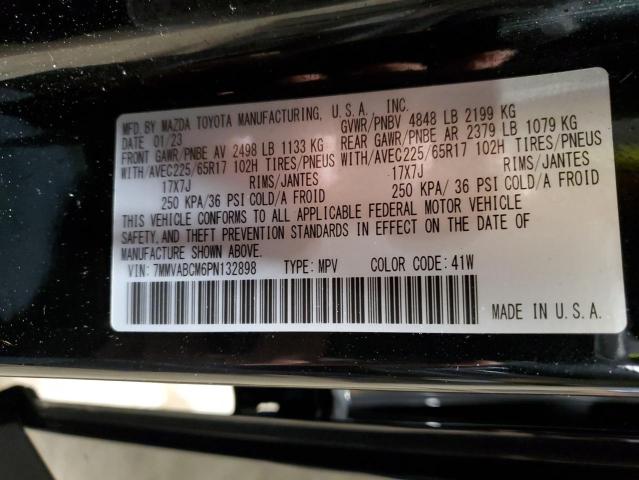 MFD. BY MAZDA TOYOTA MANUFACTURING, U.S.A. INC.
DATE 01/23 GVWR/PNBV 4848 LB 2199 KG
FRONT GAWR/PNBE AV 2498 LB 1133 KG REAR GAWR/PNBE AR 2379 LB 1079 KG
WITH/AVEC225/65R17 102H TIRES/PNEUS WITH/AVEC225/65R17 102H TIRES/PNEUS
17X7J RIMS/JANTES 17X7J RIMS/JANTES
250 KPA/36 PSI COLD/A FROID 250 KPA/ 36 PSI COLD/A FROID
THIS VEHICLE CONFORMS TO ALL APPLICABLE FEDERAL MOTOR VEHICLE
SAFETY, AND THEFT PREVENTION STANDARDS IN EFFECT ON THE DATE OF
MANUFACTURE SHOWN ABOVE.
VIN: 7MMVABCM6PN132898 TYPE: MPV COLOR CODE: 41W
MADE IN U.S.A.